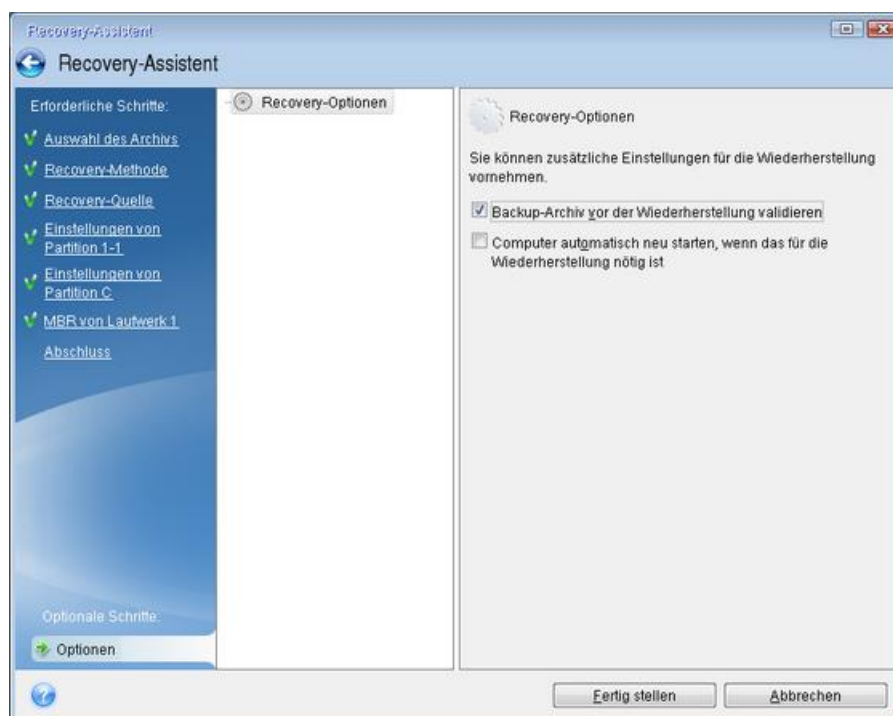 Recovery-Assistent
Recovery-Assistent
Erforderliche Schritte:
Auswahl des Archivs
Recovery-Methode
Recovery-Quelle
Einstellungen von
Partition 1-1
Einstellungen von
Partition C
MBR von Laufwerk 1
Abschluss
Optionale Schritte:
Optionen
Recovery-Optionen
Recovery-Optionen
Sie können zusätzliche Einstellungen für die Wiederherstellung
vornehmen.
Backup-Archiv vor der Wiederherstellung validieren
Computer automatisch neu starten, wenn das für die
Wiederherstellung nötig ist
Fertig stellen
Abbrechen